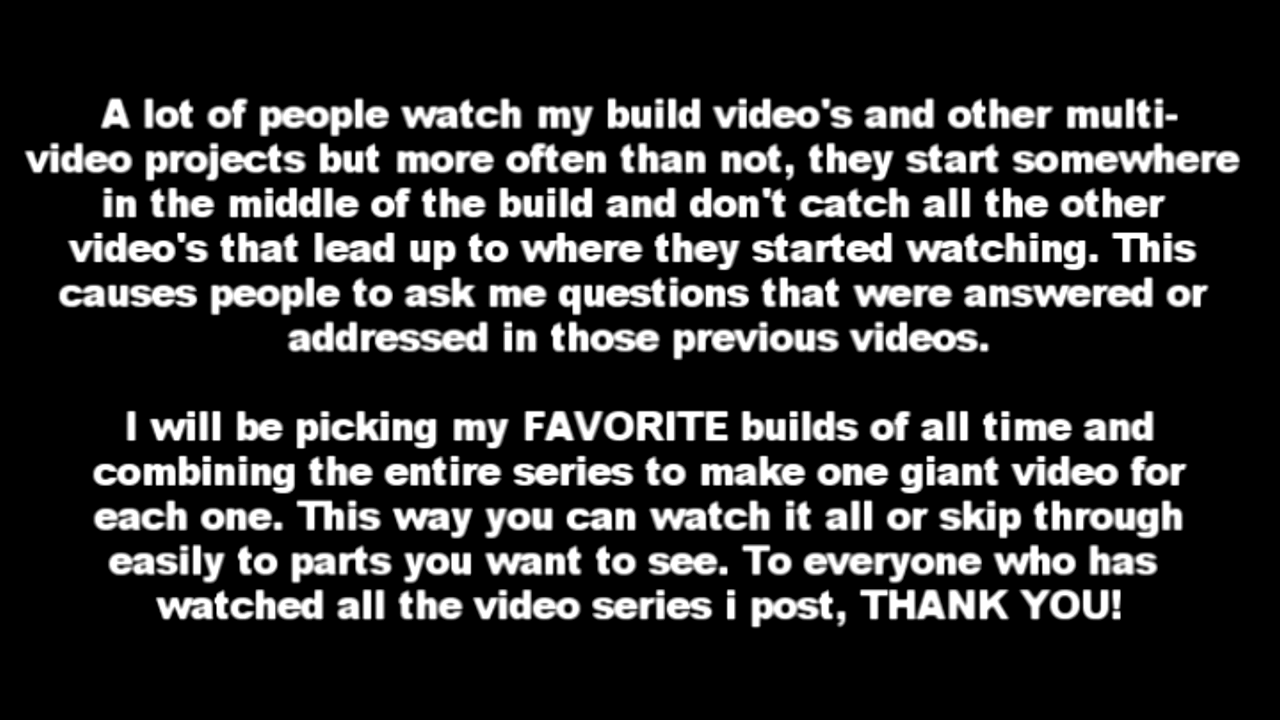 A lot of people watch my build video's and other multi-
video projects but more often than not, they start somewhere
in the middle of the build and don't catch all the other
video's that lead up to where they started watching. This
causes people to ask me questions that were answered or
addressed in those previous videos.
I will be picking my FAVORITE builds of all time and
combining the entire series to make one giant video for
each one. This way you can watch it all or skip through
easily to parts you want to see. To everyone who has
watched all the video series i post, THANK YOU!